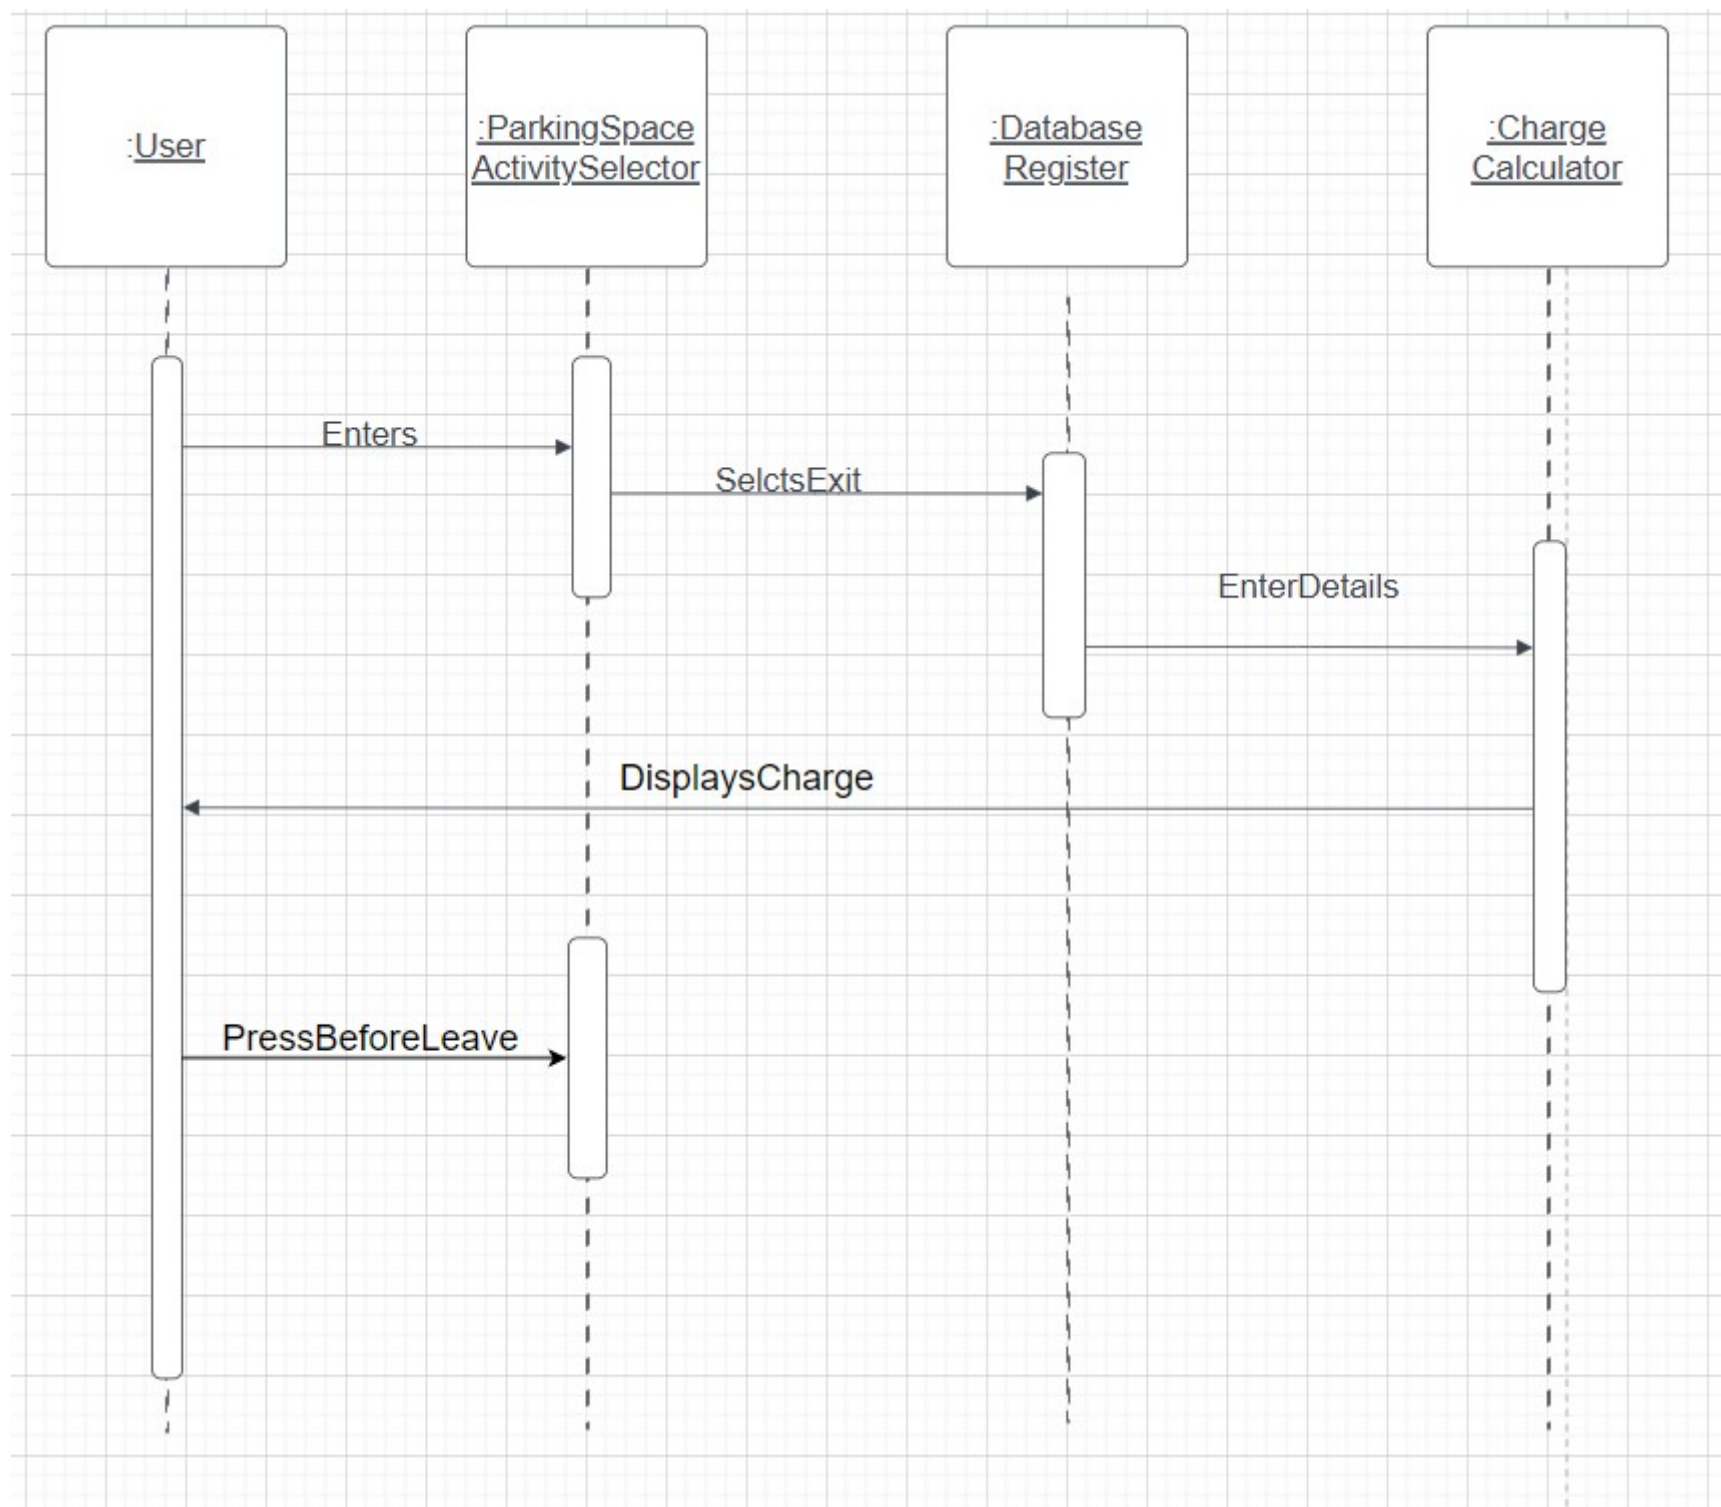 :User
:ParkingSpace
ActivitySelector
:Database
Register
:Charge
Calculator
Enters
SelctsExit
EnterDetails
DisplaysCharge
PressBeforeLeave